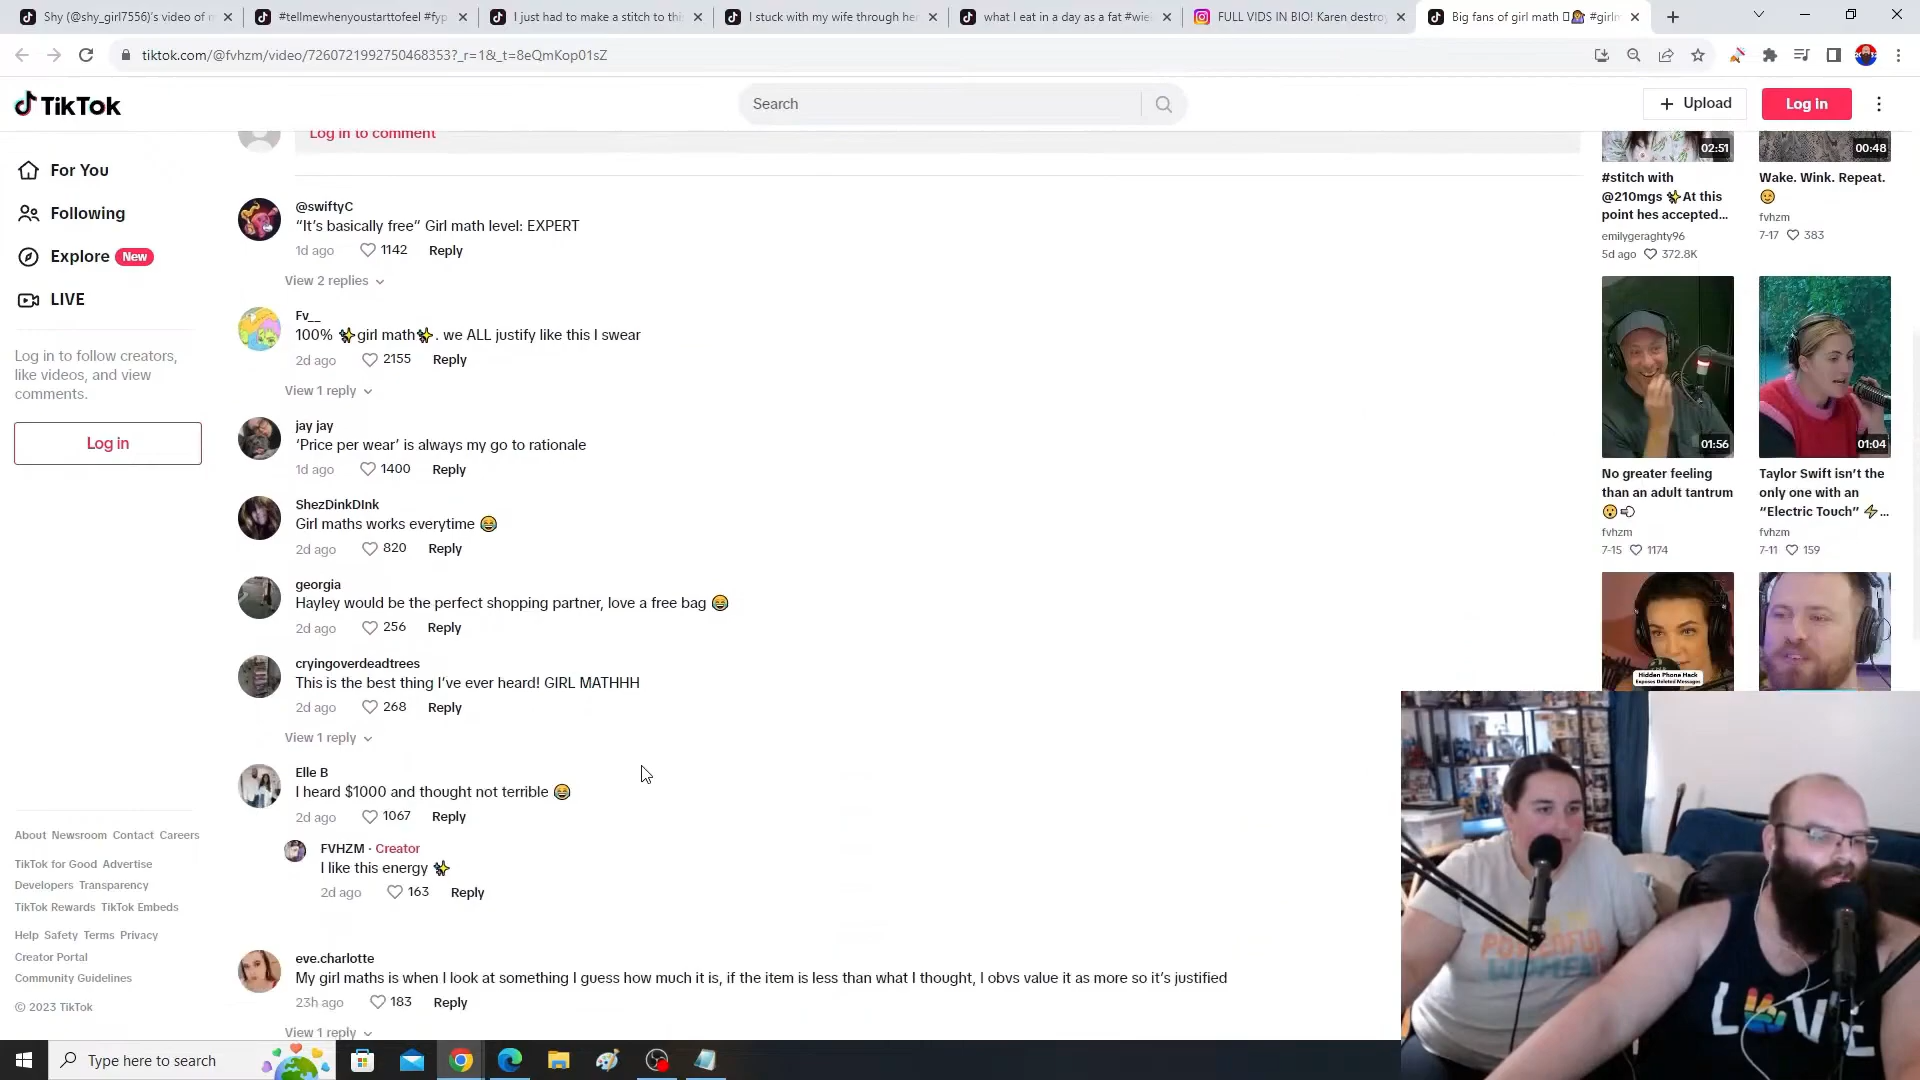 Shy (@shy_girl7556)'s video of m
#tellmewhenyoustarttofeel #fyp
I just had to make a stitch to this
I stuck with my wife through her
what I eat in a day as a fat #wiei
FULL VIDS IN BIO! Karen destroy
Big fans of girl math 🤷‍♀️ #girlm
tiktok.com/@fvhzm/video/7260721992750468353?_r=1&_t=8eQmKop01sZ
TikTok
Search
Upload
Log in
For You
Following
Explore New
LIVE
Log in to follow creators,
like videos, and view
comments.
Log in
About Newsroom Contact Careers
TikTok for Good Advertise
Developers Transparency
TikTok Rewards TikTok Embeds
Help Safety Terms Privacy
Creator Portal
Community Guidelines
© 2023 TikTok
Log in to comment
@swiftyC
“It’s basically free” Girl math level: EXPERT
1d ago 1142 Reply
View 2 replies
Fv__
100% ✨girl math✨. we ALL justify like this I swear
2d ago 2155 Reply
View 1 reply
jay jay
‘Price per wear’ is always my go to rationale
1d ago 1400 Reply
ShezDinkDInk
Girl maths works everytime 😂
2d ago 820 Reply
georgia
Hayley would be the perfect shopping partner, love a free bag 😂
2d ago 256 Reply
cryingoverdeadtrees
This is the best thing I’ve ever heard! GIRL MATHHH
2d ago 268 Reply
View 1 reply
Elle B
I heard $1000 and thought not terrible 😂
2d ago 1067 Reply
FVHZM · Creator
I like this energy ✨
2d ago 163 Reply
eve.charlotte
My girl maths is when I look at something I guess how much it is, if the item is less than what I thought, I obvs value it as more so it’s justified
23h ago 183 Reply
View 1 reply
02:51
#stitch with
@210mgs ✨At this
point hes accepted...
emilygeraghty96
5d ago 372.8K
00:48
Wake. Wink. Repeat.
😉
fvhzm
7-17 383
01:56
No greater feeling
than an adult tantrum
😮💨
fvhzm
7-15 1174
01:04
Taylor Swift isn’t the
only one with an
“Electric Touch” ⚡...
fvhzm
7-11 159
Hidden Phone Hack
Exposes Deleted Messages
POWERFUL
WOMEN
LOVE
Type here to search